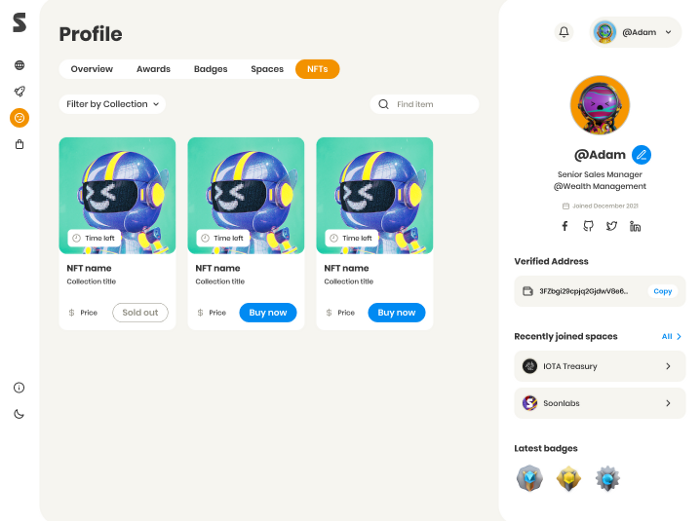 Profile
Overview Awards Badges Spaces NFTs
Filter by Collection
Find item
Time left
NFT name
Collection title
Price
Sold out
Time left
NFT name
Collection title
Price
Buy now
Time left
NFT name
Collection title
Price
Buy now
@Adam
@Adam
Senior Sales Manager
@Wealth Management
Joined December 2021
Verified Address
3FZbgi29cpjq2GjdwV8e6...
Copy
Recently joined spaces
All
IOTA Treasury
Soonlabs
Latest badges